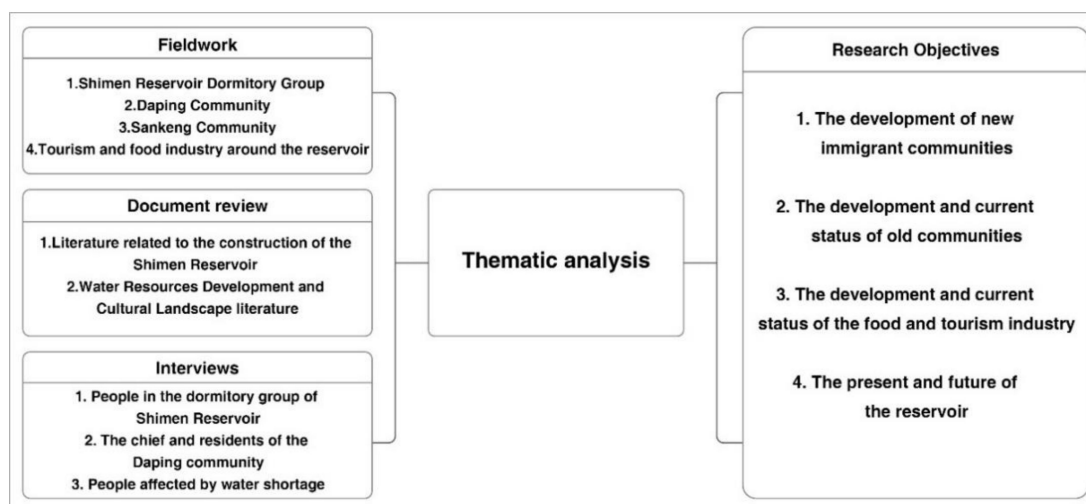 Fieldwork
1.Shimen Reservoir Dormitory Group
2.Daping Community
3.Sankeng Community
4.Tourism and food industry around the reservoir
Document review
1.Literature related to the construction of the
Shimen Reservoir
2.Water Resources Development and
Cultural Landscape literature
Interviews
1. People in the dormitory group of
Shimen Reservoir
2. The chief and residents of the
Daping community
3. People affected by water shortage
Thematic analysis
Research Objectives
1. The development of new
immigrant communities
2. The development and current
status of old communities
3. The development and current
status of the food and tourism industry
4. The present and future of
the reservoir